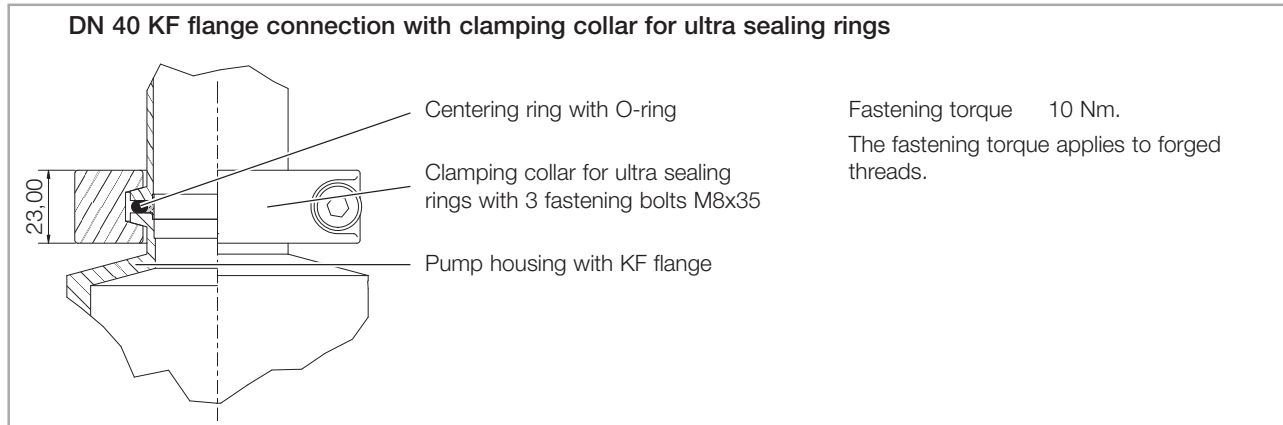 DN 40 KF flange connection with clamping collar for ultra sealing rings
Centering ring with O-ring
Fastening torque 10 Nm.
The fastening torque applies to forged
threads.
Clamping collar for ultra sealing
rings with 3 fastening bolts M8x35
23,00
Pump housing with KF flange